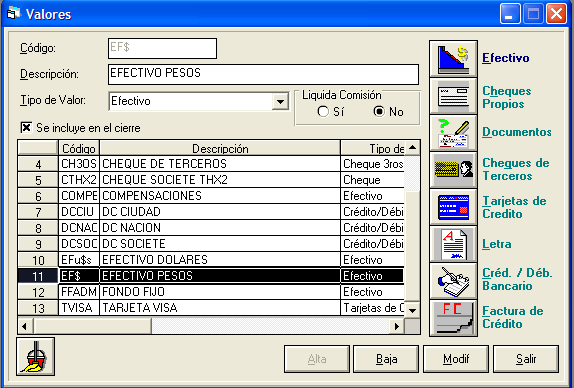 Valores
Código: EF$
Descripción: EFECTIVO PESOS
Tipo de Valor: Efectivo
Liquida Comisión
Sí No
Se incluye en el cierre
Código Descripción Tipo de
4 CH3OS CHEQUE DE TERCEROS Cheque 3ros
5 CTHX2 CHEQUE SOCIETE THX2 Cheque
6 COMPE COMPENSACIONES Efectivo
7 DCCIU DC CIUDAD Crédito/Débi
8 DCNAC DC NACION Crédito/Débi
9 DCSOC DC SOCIETE Crédito/Débi
10 EFu$s EFECTIVO DOLARES Efectivo
11 EF$ EFECTIVO PESOS Efectivo
12 FFADM FONDO FIJO Efectivo
13 TVISA TARJETA VISA Tarjetas de C
Efectivo
Cheques
Propios
Documentos
Cheques de
Terceros
Tarjetas de
Credito
Letra
Créd. / Déb.
Bancario
FC
Factura de
Crédito
Alta Baja Modif Salir